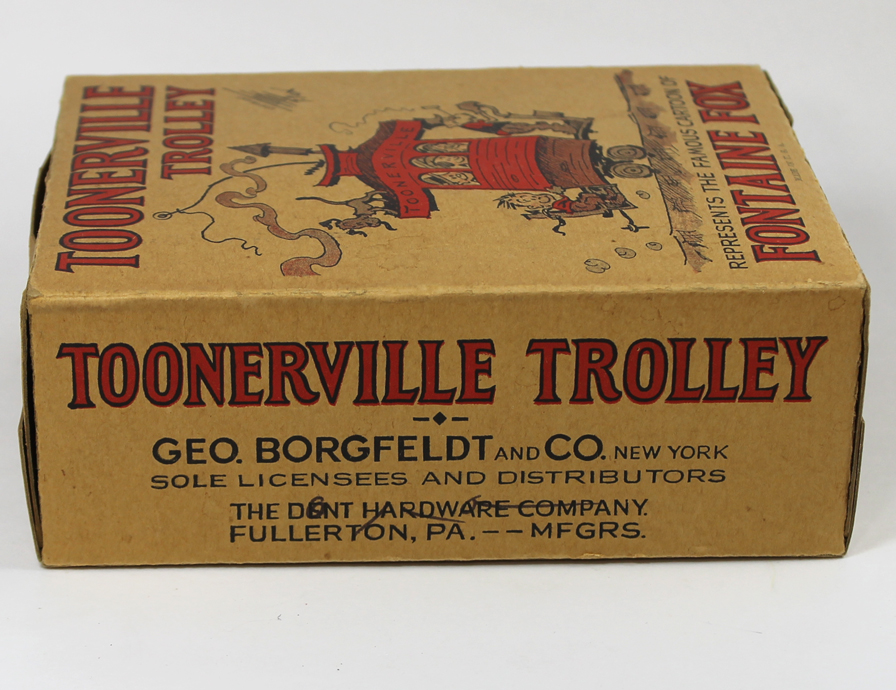 TOONERVILLE
TROLLEY
TOONERVILLE
REPRESENTS THE FAMOUS CARTOON OF
FONTAINE FOX
TOONERVILLE TROLLEY
GEO. BORGFELDT AND CO. NEW YORK
SOLE LICENSEES AND DISTRIBUTORS
THE DENT HARDWARE COMPANY.
FULLERTON, PA. -- MFGRS.